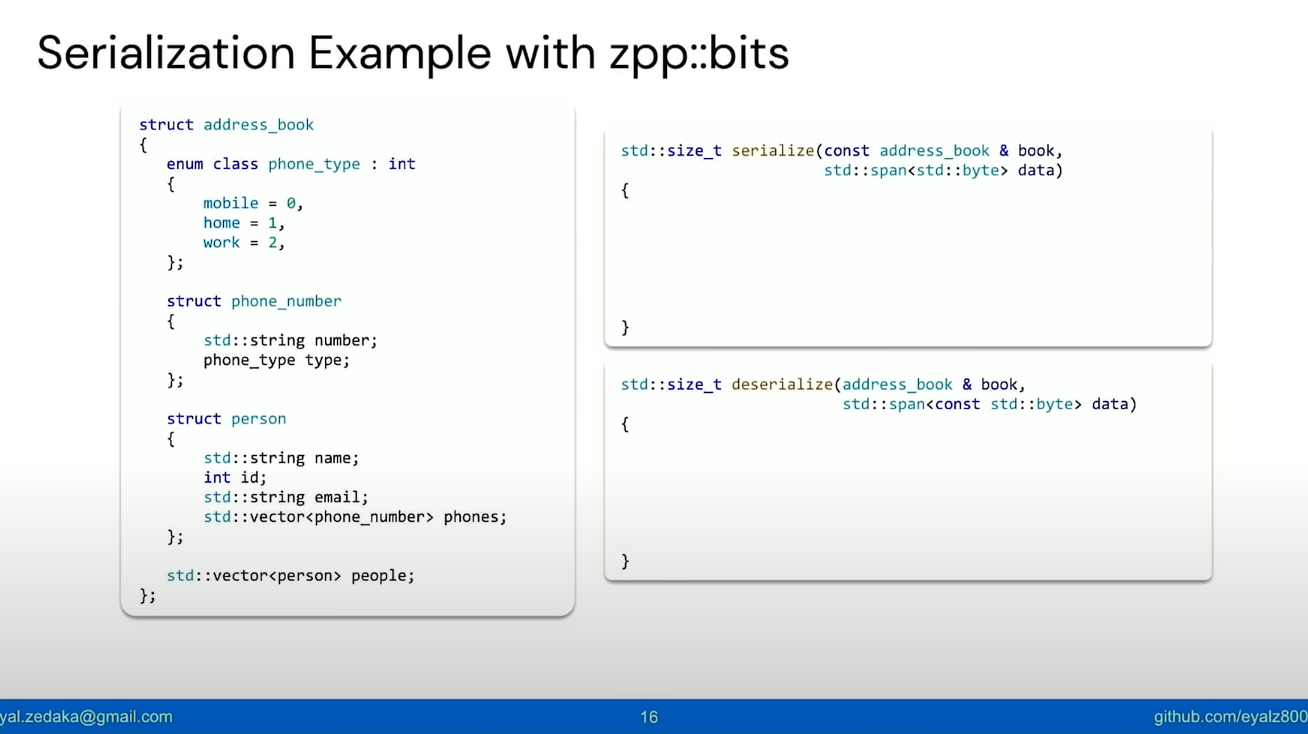 Serialization Example with zpp::bits
struct address_book
{
enum class phone_type : int
{
mobile = 0,
home = 1,
work = 2,
};
struct phone_number
{
std::string number;
phone_type type;
};
struct person
{
std::string name;
int id;
std::string email;
std::vector<phone_number> phones;
};
std::vector<person> people;
};
std::size_t serialize(const address_book & book,
std::span<std::byte> data)
{
}
std::size_t deserialize(address_book & book,
std::span<const std::byte> data)
{
}
yal.zedaka@gmail.com
16
github.com/eyalz800